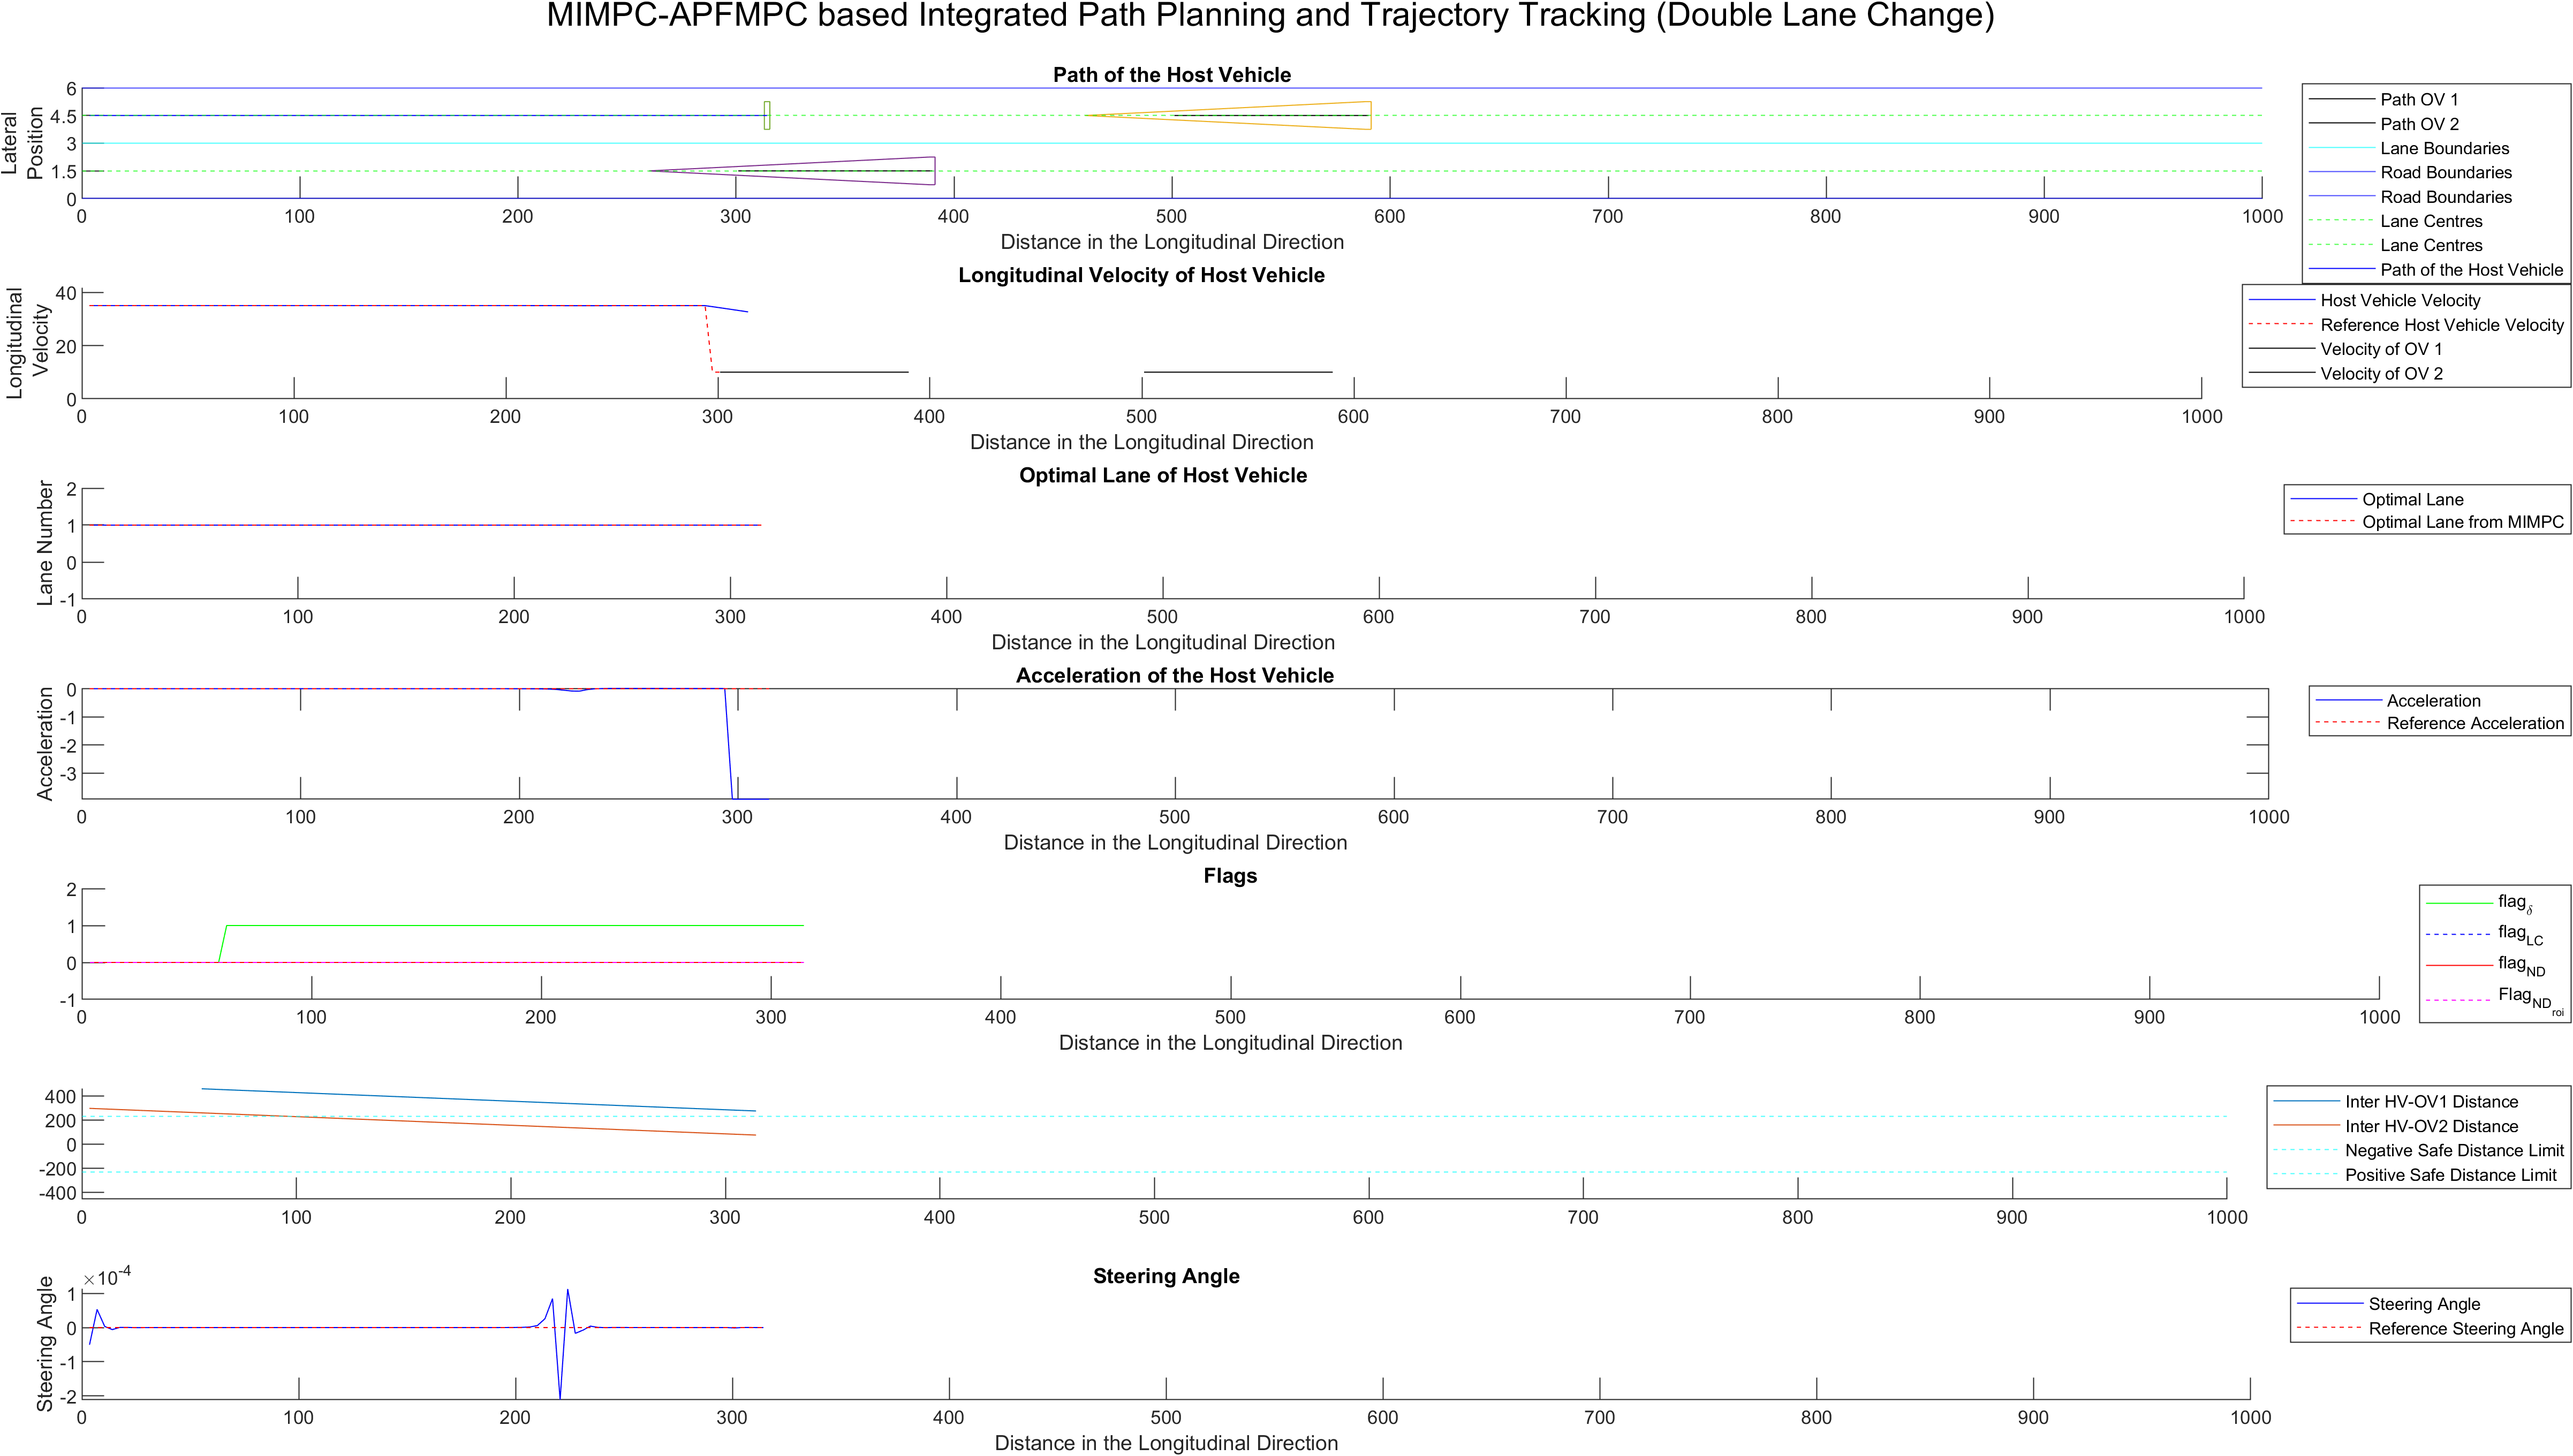 MIMPC-APFMPC based Integrated Path Planning and Trajectory Tracking (Double Lane Change)
Path of the Host Vehicle
Lateral
Position
6
4.5
3
1.5
0
0 100 200 300 400 500 600 700 800 900 1000
Distance in the Longitudinal Direction
Path OV 1
Path OV 2
Lane Boundaries
Road Boundaries
Road Boundaries
Lane Centres
Lane Centres
Path of the Host Vehicle
Longitudinal Velocity of Host Vehicle
Longitudinal
Velocity
40
20
0
0 100 200 300 400 500 600 700 800 900 1000
Distance in the Longitudinal Direction
Host Vehicle Velocity
Reference Host Vehicle Velocity
Velocity of OV 1
Velocity of OV 2
Optimal Lane of Host Vehicle
Lane Number
2
1
0
-1
0 100 200 300 400 500 600 700 800 900 1000
Distance in the Longitudinal Direction
Optimal Lane
Optimal Lane from MIMPC
Acceleration of the Host Vehicle
Acceleration
0
-1
-2
-3
0 100 200 300 400 500 600 700 800 900 1000
Distance in the Longitudinal Direction
Acceleration
Reference Acceleration
Flags
2
1
0
-1
0 100 200 300 400 500 600 700 800 900 1000
Distance in the Longitudinal Direction
flag_δ
flag_LC
flag_ND
Flag_ND_roi
400
200
0
-200
-400
0 100 200 300 400 500 600 700 800 900 1000
Inter HV-OV1 Distance
Inter HV-OV2 Distance
Negative Safe Distance Limit
Positive Safe Distance Limit
Steering Angle
Steering Angle
×10^-4
1
0
-1
-2
0 100 200 300 400 500 600 700 800 900 1000
Distance in the Longitudinal Direction
Steering Angle
Reference Steering Angle